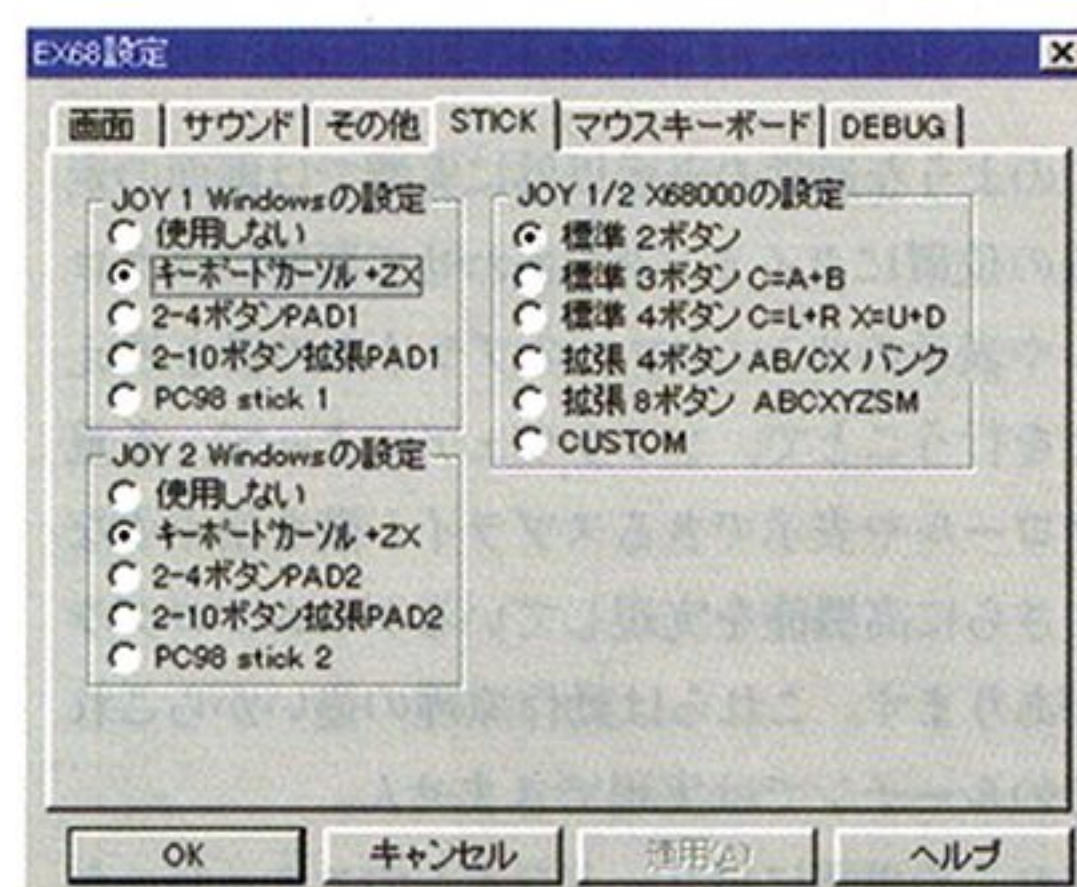 EX68設定
画面 サウンド その他 STICK マウスキーボード DEBUG
JOY 1 Windowsの設定
使用しない
キーボードカーソル +ZX
2-4ボタンPAD1
2-10ボタン拡張PAD1
PC98 stick 1
JOY 2 Windowsの設定
使用しない
キーボードカーソル +ZX
2-4ボタンPAD2
2-10ボタン拡張PAD2
PC98 stick 2
JOY 1/2 X68000の設定
標準 2ボタン
標準 3ボタン C=A+B
標準 4ボタン C=L+R X=U+D
拡張 4ボタン AB/CX バンク
拡張 8ボタン ABCXYZSM
CUSTOM
OK キャンセル 適用(A) ヘルプ